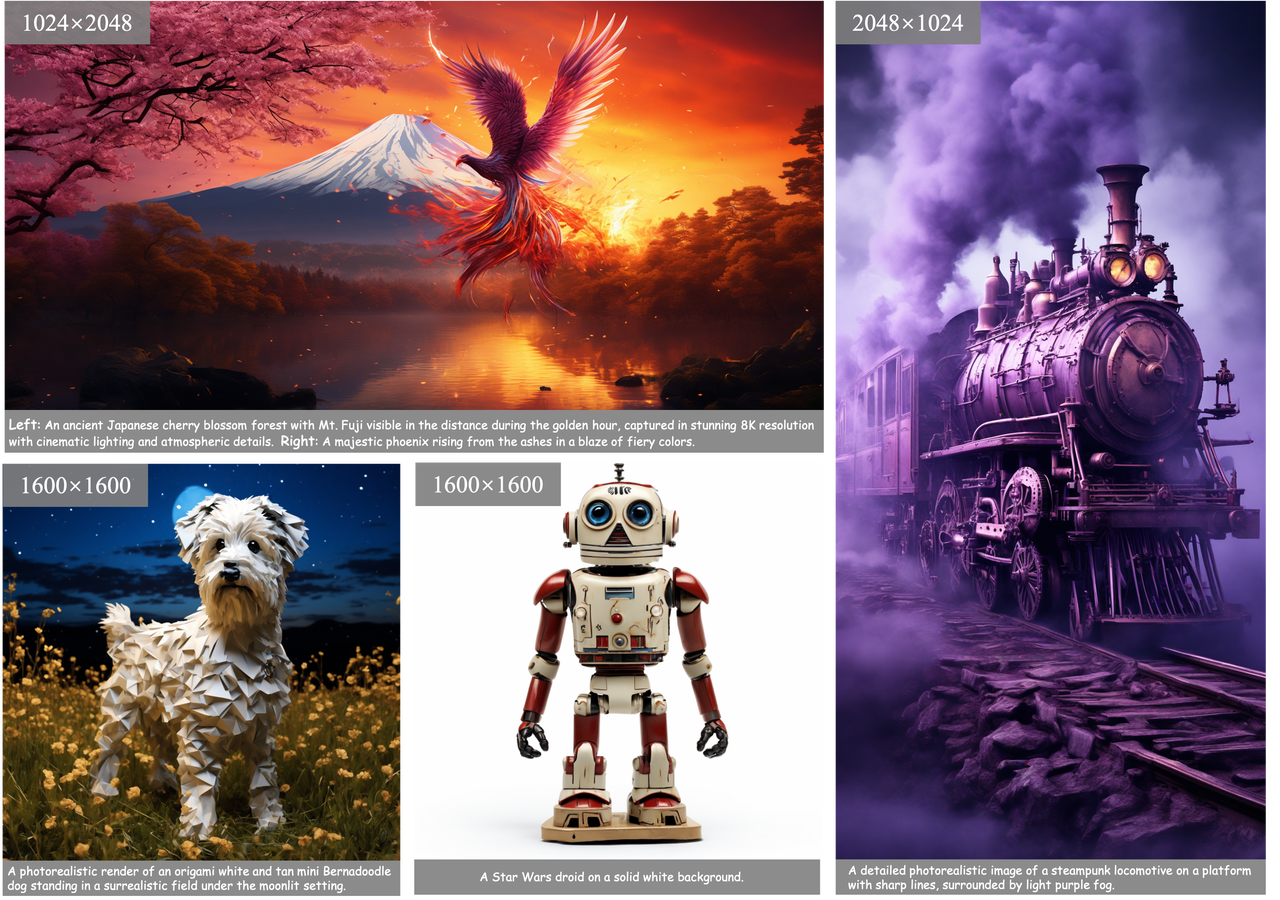 1024×2048
Left: An ancient Japanese cherry blossom forest with Mt. Fuji visible in the distance during the golden hour, captured in stunning 8K resolution
with cinematic lighting and atmospheric details. Right: A majestic phoenix rising from the ashes in a blaze of fiery colors.
1600×1600
A photorealistic render of an origami white and tan mini Bernadoodle
dog standing in a surrealistic field under the moonlit setting.
1600×1600
A Star Wars droid on a solid white background.
2048×1024
A detailed photorealistic image of a steampunk locomotive on a platform
with sharp lines, surrounded by light purple fog.